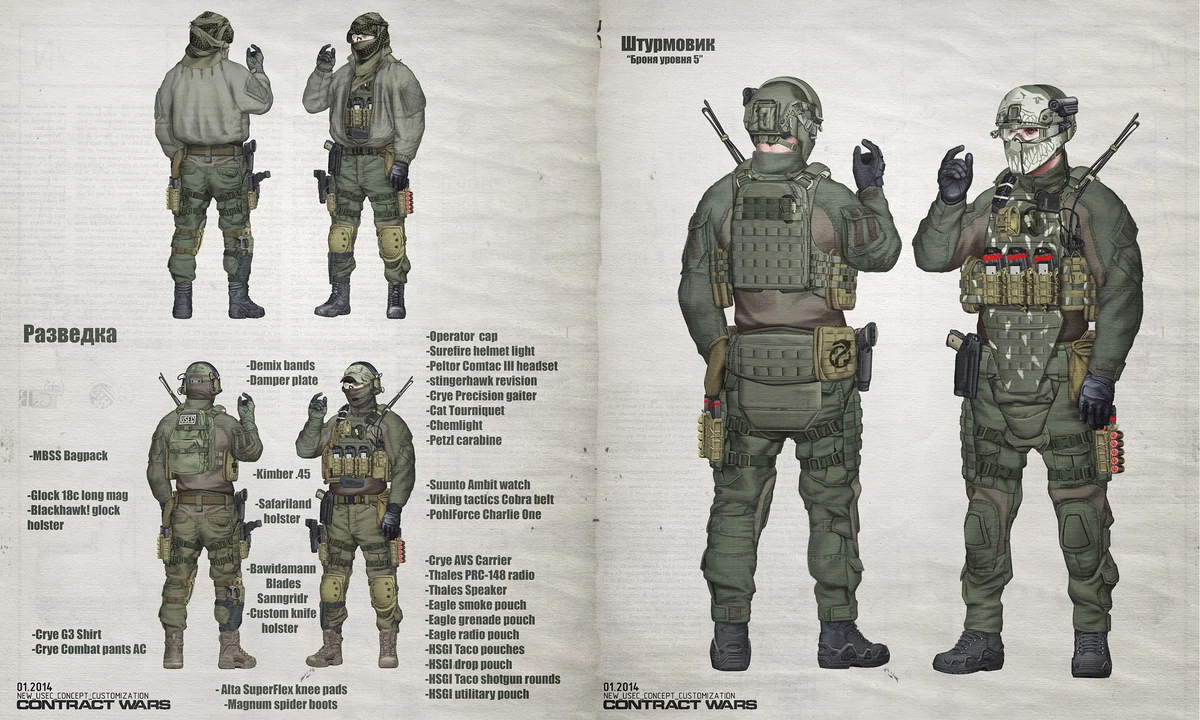 Разведка
-Demix bands
-Damper plate
-Operator cap
-Surefire helmet light
-Peltor Comtac III headset
-stingerhawk revision
-Crye Precision gaiter
-Cat Tourniquet
-Chemlight
-Petzl carabine
USEC
-MBSS Bagpack
-Kimber .45
-Glock 18c long mag
-Blackhawk! glock
holster
-Safariland
holster
-Suunto Ambit watch
-Viking tactics Cobra belt
-PohlForce Charlie One
-Bawidamann
Blades
Sanngridr
-Custom knife
holster
-Crye AVS Carrier
-Thales PRC-148 radio
-Thales Speaker
-Eagle smoke pouch
-Eagle grenade pouch
-Eagle radio pouch
-HSGI Taco pouches
-HSGI drop pouch
-HSGI Taco shotgun rounds
-HSGI utilitary pouch
-Crye G3 Shirt
-Crye Combat pants AC
- Alta SuperFlex knee pads
-Magnum spider boots
01.2014
NEW_USEC_CONCEPT_CUSTOMIZATION
CONTRACT WARS
Штурмовик
"Броня уровня 5"
01.2014
NEW_USEC_CONCEPT_CUSTOMIZATION
CONTRACT WARS